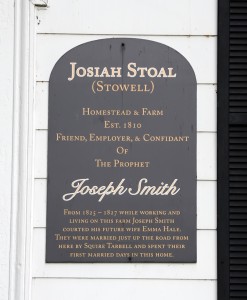 JOSIAH STOAL
(STOWELL)
HOMESTEAD & FARM
EST. 1810
FRIEND, EMPLOYER, & CONFIDANT
OF
THE PROPHET
Joseph Smith
FROM 1825 – 1827 WHILE WORKING AND
LIVING ON THIS FARM JOSEPH SMITH
COURTED HIS FUTURE WIFE EMMA HALE.
THEY WERE MARRIED JUST UP THE ROAD FROM
HERE BY SQUIRE TARBELL AND SPENT THEIR
FIRST MARRIED DAYS IN THIS HOME.